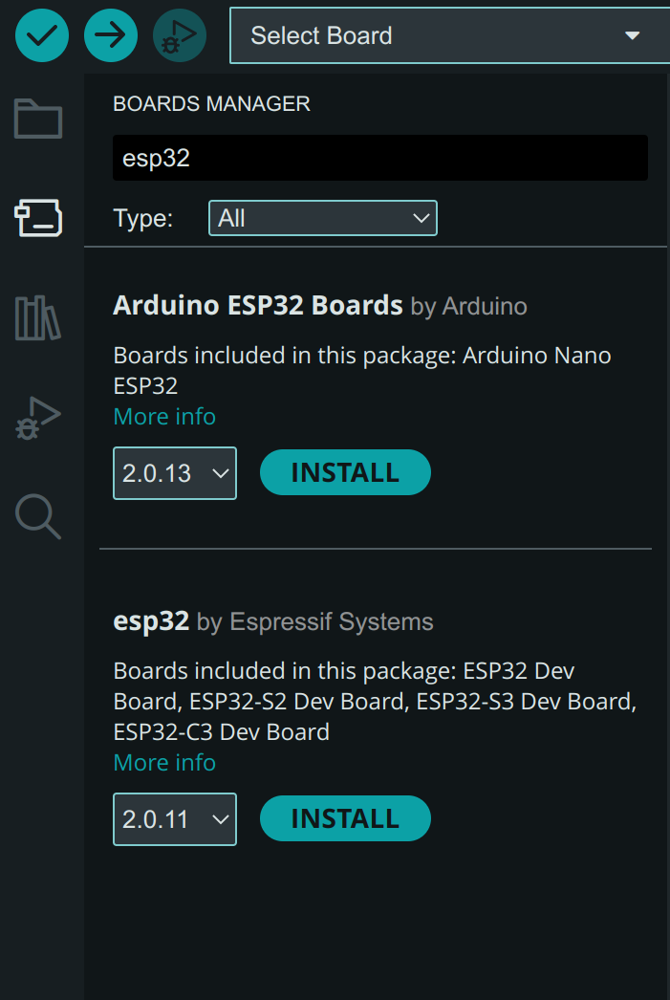 Select Board
BOARDS MANAGER
esp32
Type: All
Arduino ESP32 Boards by Arduino
Boards included in this package: Arduino Nano
ESP32
More info
2.0.13 INSTALL
esp32 by Espressif Systems
Boards included in this package: ESP32 Dev
Board, ESP32-S2 Dev Board, ESP32-S3 Dev Board,
ESP32-C3 Dev Board
More info
2.0.11 INSTALL